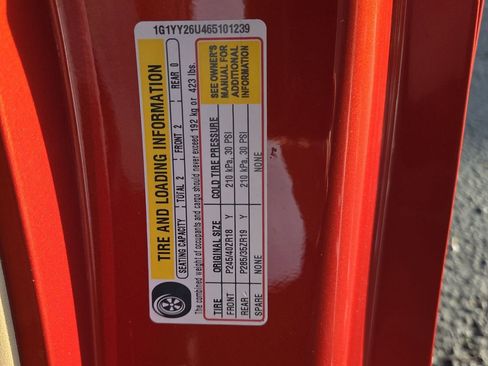 1G1YY26U465101239
TIRE AND LOADING INFORMATION
SEATING CAPACITY : TOTAL 2 : FRONT 2 : REAR 0
The combined weight of occupants and cargo should never exceed 192 kg or 423 lbs.
TIRE ORIGINAL SIZE COLD TIRE PRESSURE
FRONT P245/40ZR18 Y 210 kPa, 30 PSI
REAR P285/35ZR19 Y 210 kPa, 30 PSI
SPARE NONE NONE
SEE OWNER'S
MANUAL FOR
ADDITIONAL
INFORMATION